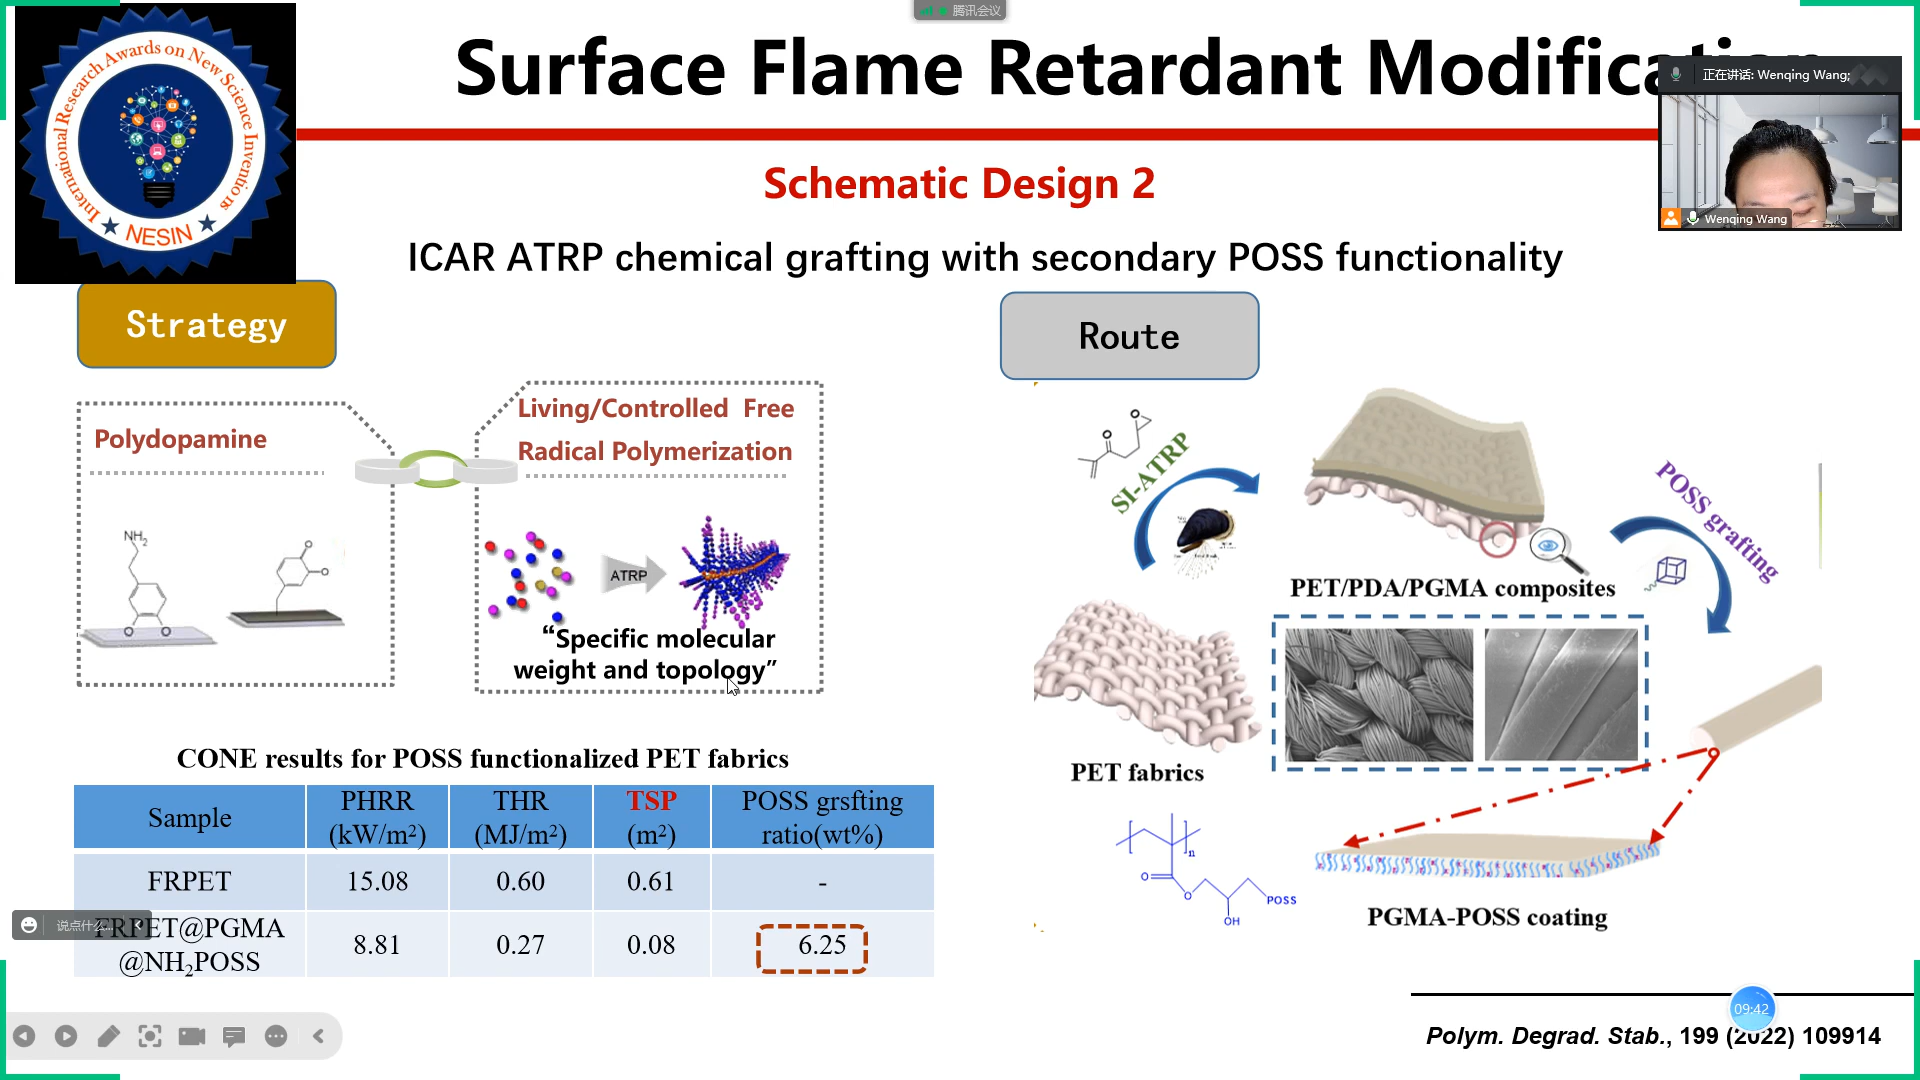 腾讯会议
Surface Flame Retardant Modification
正在讲话: Wenqing Wang;
International Research Awards on New Science Inventions
NESIN
Wenqing Wang
Schematic Design 2
ICAR ATRP chemical grafting with secondary POSS functionality
Strategy
Route
Polydopamine
Living/Controlled Free
Radical Polymerization
NH2
O
O
O
O
ATRP
“Specific molecular
weight and topology”
O
O
SI-ATRP
POSS grafting
PET/PDA/PGMA composites
PET fabrics
n
O
O
OH
POSS
PGMA-POSS coating
CONE results for POSS functionalized PET fabrics
Sample PHRR (kW/m²) THR (MJ/m²) TSP (m²) POSS grsfting ratio(wt%)
FRPET 15.08 0.60 0.61 -
FRPET@PGMA @NH₂POSS 8.81 0.27 0.08 6.25
说点什么...
09:42
Polym. Degrad. Stab., 199 (2022) 109914